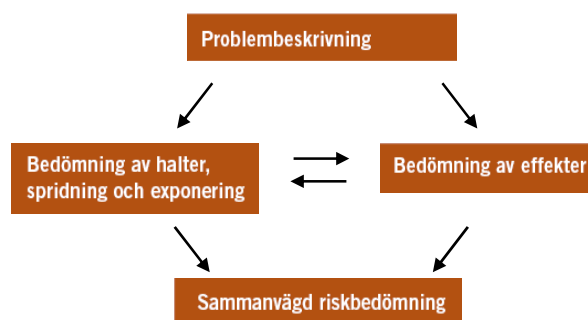 Problembeskrivning
Bedömning av halter,
spridning och exponering
Bedömning av effekter
Sammanvägd riskbedömning